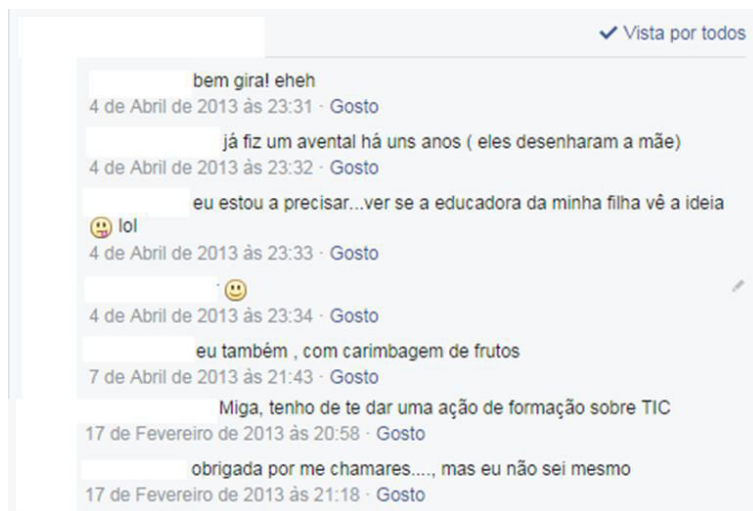 Vista por todos
bem gira! eheh
4 de Abril de 2013 às 23:31 · Gosto
já fiz um avental há uns anos ( eles desenharam a mãe)
4 de Abril de 2013 às 23:32 · Gosto
eu estou a precisar...ver se a educadora da minha filha vê a ideia
lol
4 de Abril de 2013 às 23:33 · Gosto
4 de Abril de 2013 às 23:34 · Gosto
eu também , com carimbagem de frutos
7 de Abril de 2013 às 21:43 · Gosto
Miga, tenho de te dar uma ação de formação sobre TIC
17 de Fevereiro de 2013 às 20:58 · Gosto
obrigada por me chamares...., mas eu não sei mesmo
17 de Fevereiro de 2013 às 21:18 · Gosto